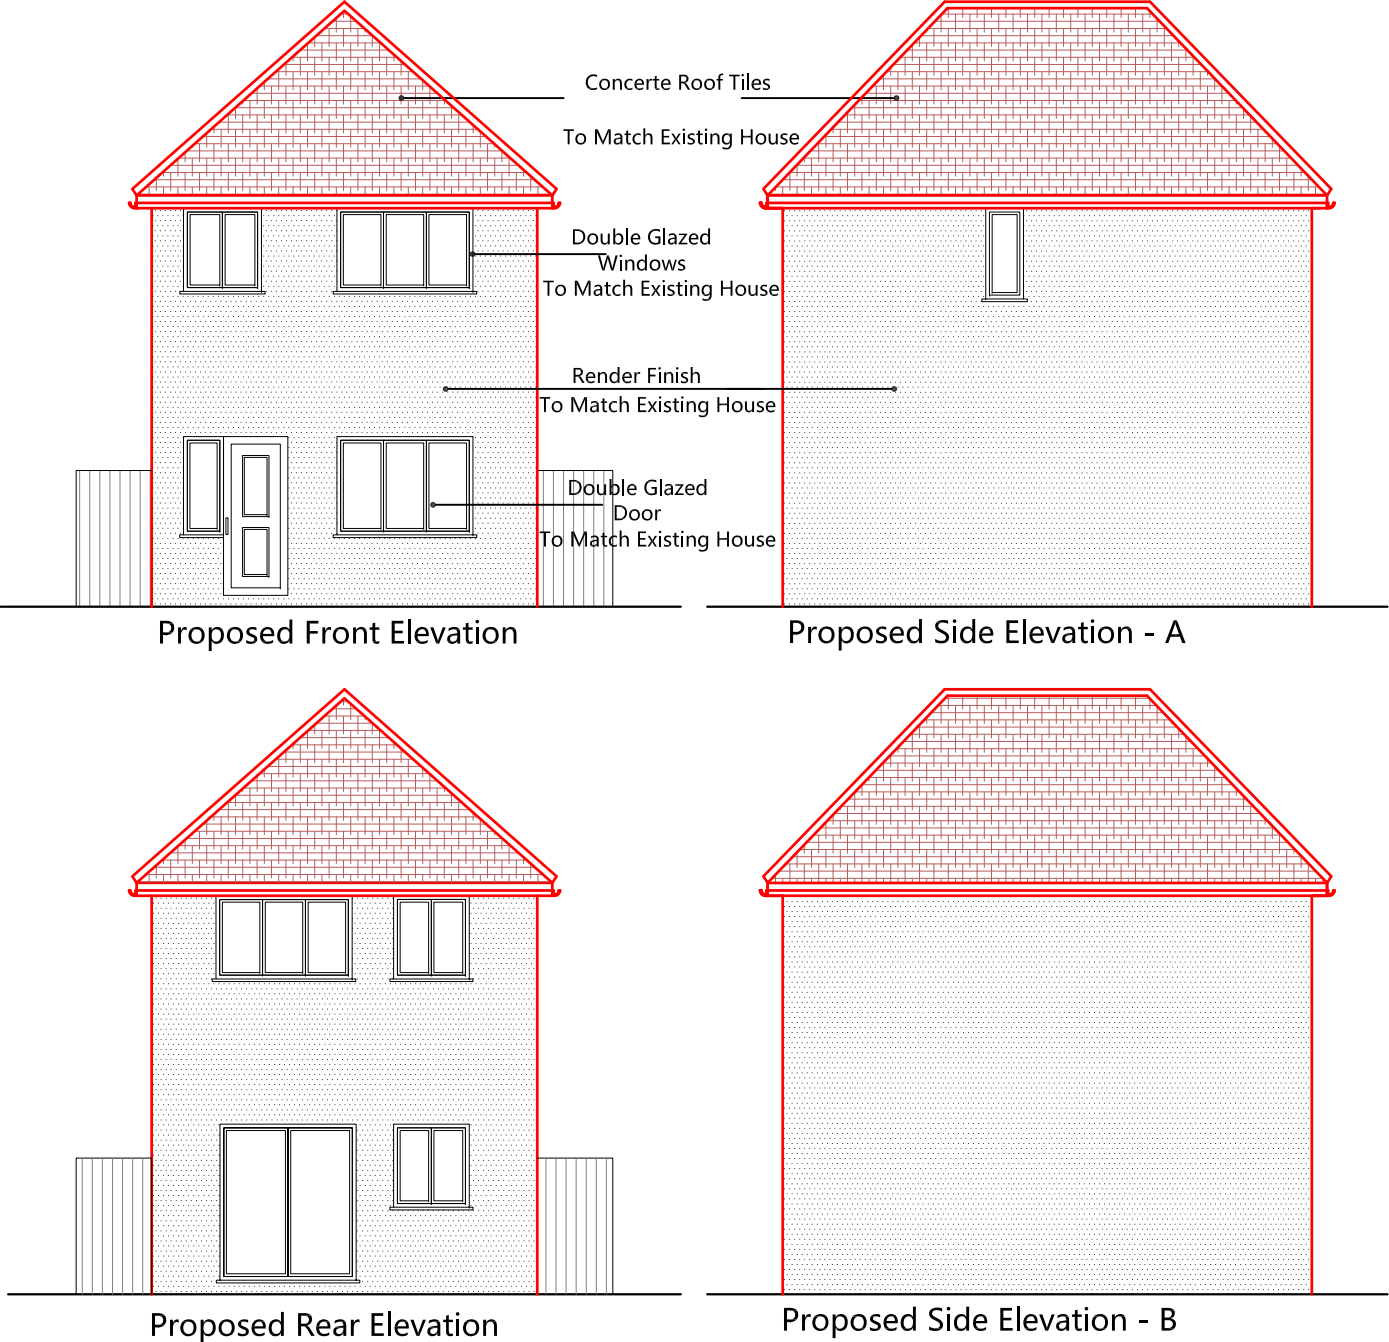 Concerte Roof Tiles
To Match Existing House
Double Glazed
Windows
To Match Existing House
Render Finish
To Match Existing House
Double Glazed
Door
To Match Existing House
Proposed Front Elevation
Proposed Side Elevation - A
Proposed Rear Elevation
Proposed Side Elevation - B